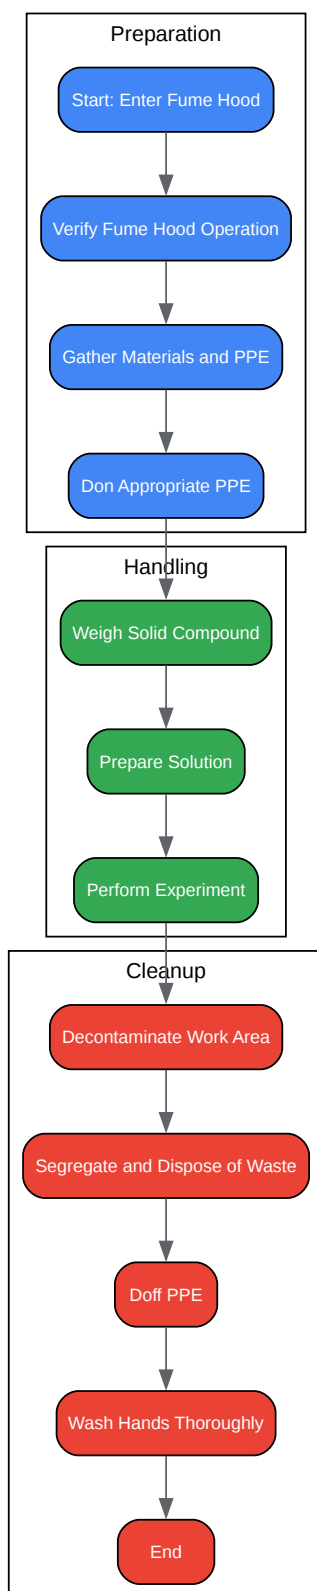 Preparation
Start: Enter Fume Hood
Verify Fume Hood Operation
Gather Materials and PPE
Don Appropriate PPE
Handling
Weigh Solid Compound
Prepare Solution
Perform Experiment
Cleanup
Decontaminate Work Area
Segregate and Dispose of Waste
Doff PPE
Wash Hands Thoroughly
End